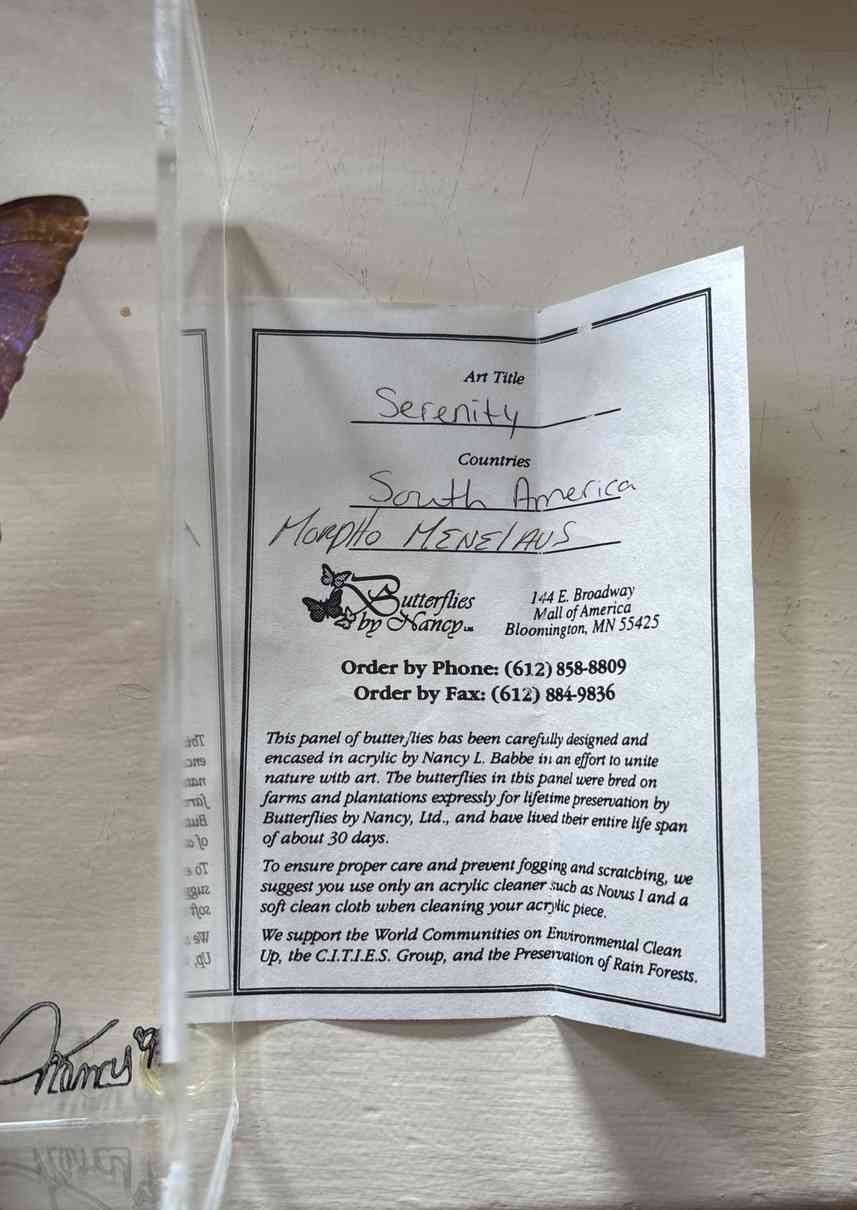 Art Title
Serenity
Countries
South America
Morpho MENElAUS
Butterflies
by Nancy LTD.
144 E. Broadway
Mall of America
Bloomington, MN 55425
Order by Phone: (612) 858-8809
Order by Fax: (612) 884-9836
This panel of butterflies has been carefully designed and
encased in acrylic by Nancy L. Babbe in an effort to unite
nature with art. The butterflies in this panel were bred on
farms and plantations expressly for lifetime preservation by
Butterflies by Nancy, Ltd., and have lived their entire life span
of about 30 days.
To ensure proper care and prevent fogging and scratching, we
suggest you use only an acrylic cleaner such as Novus I and a
soft clean cloth when cleaning your acrylic piece.
We support the World Communities on Environmental Clean
Up, the C.I.T.I.E.S. Group, and the Preservation of Rain Forests.
Nancy